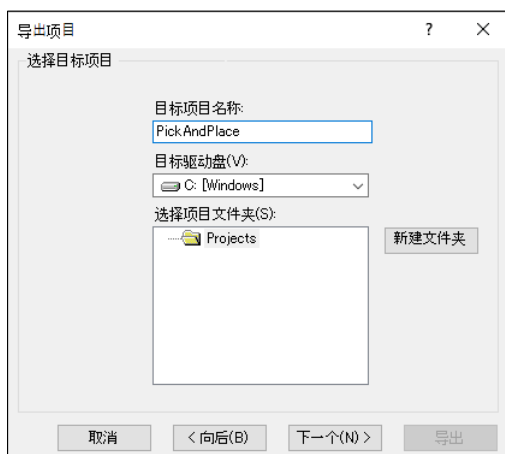 导出项目
?
选择目标项目
目标项目名称:
PickAndPlace
目标驱动盘(V):
C: [Windows]
选择项目文件夹(S):
Projects
新建文件夹
取消
< 向后(B)
下一个(N) >
导出